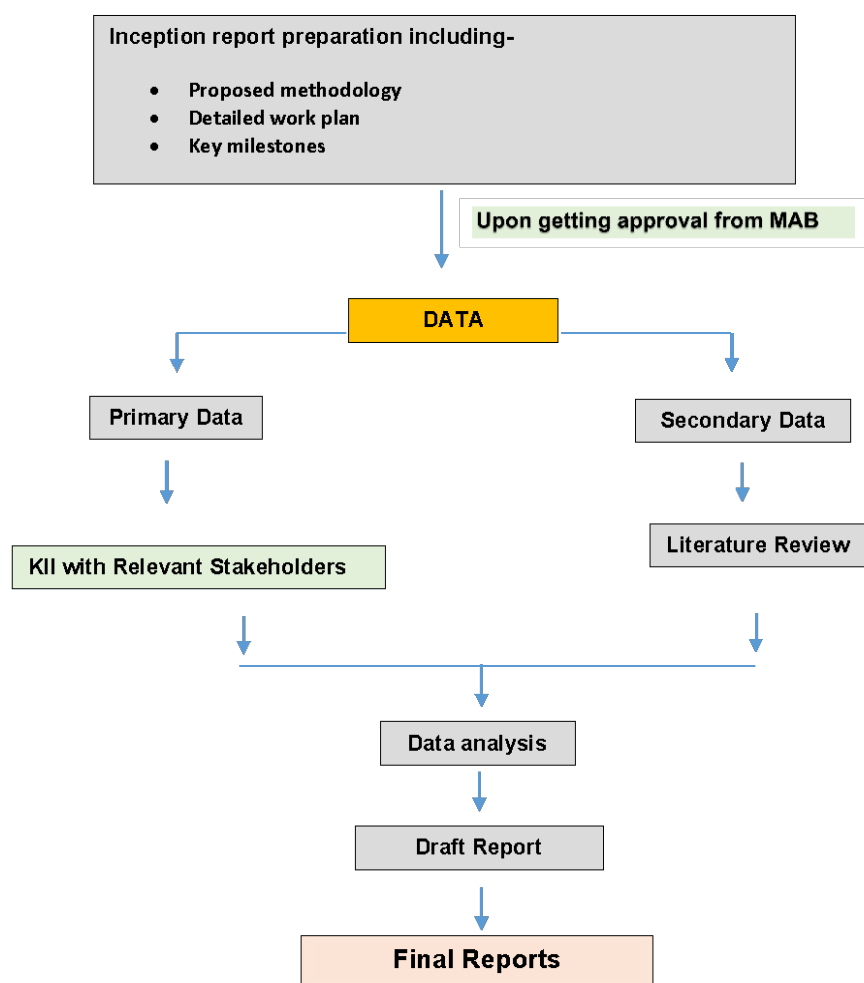 Inception report preparation including-
• Proposed methodology
• Detailed work plan
• Key milestones
Upon getting approval from MAB
DATA
Primary Data
Secondary Data
KII with Relevant Stakeholders
Literature Review
Data analysis
Draft Report
Final Reports